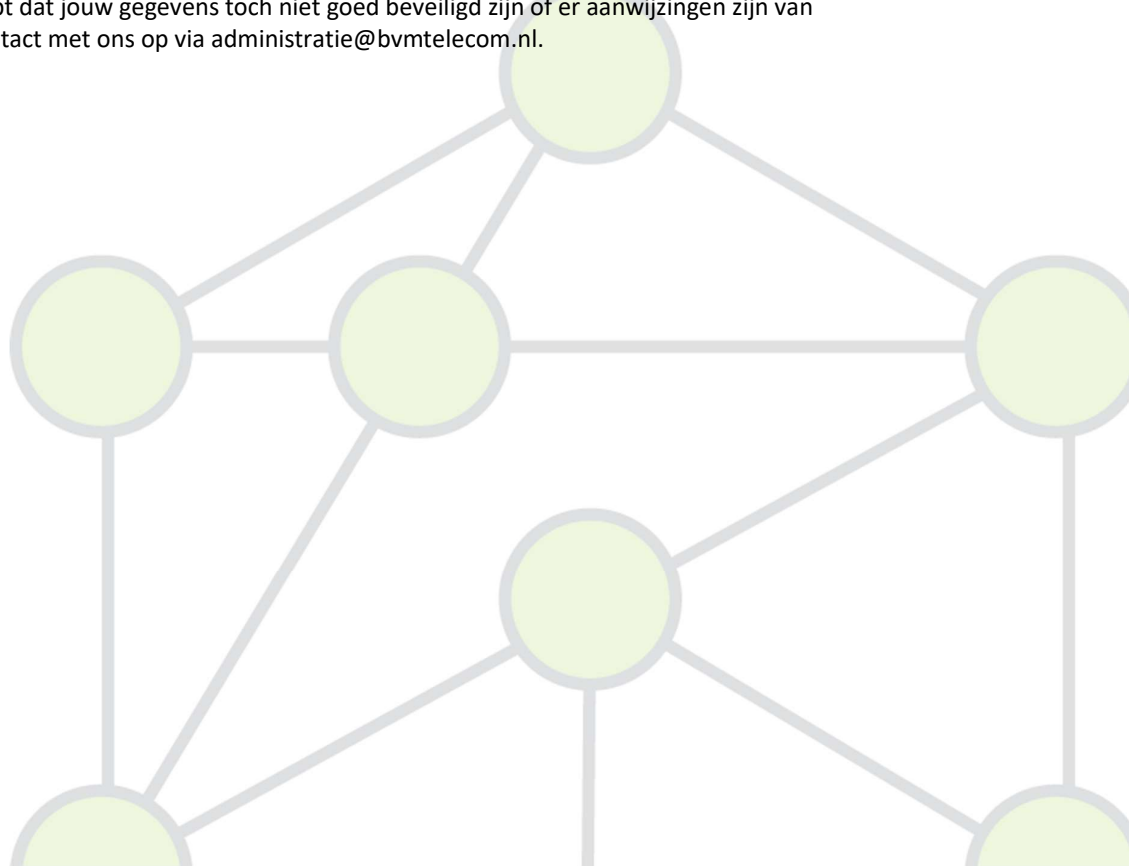 dat jouw gegevens toch niet goed beveiligd zijn of er aanwijzingen zijn van
met ons op via administratie@bvmtelecom.nl.